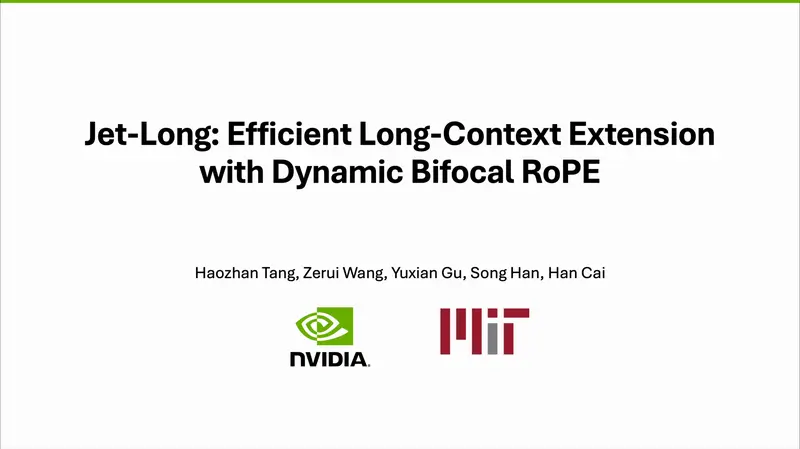 Jet-Long: Efficient Long-Context Extension
with Dynamic Bifocal RoPE
Haozhan Tang, Zerui Wang, Yuxian Gu, Song Han, Han Cai
NVIDIA.
MIT